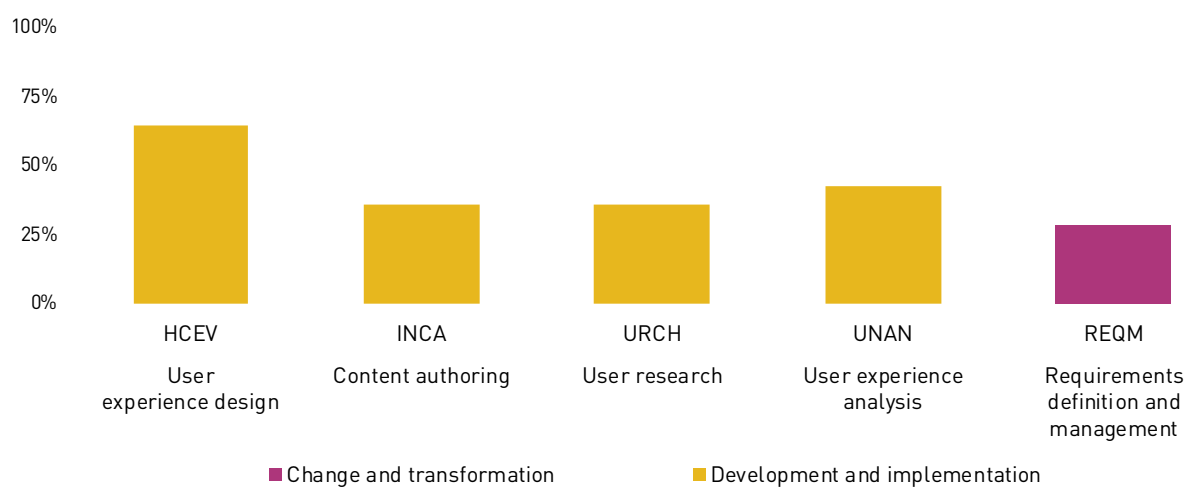 100%
75%
50%
25%
0%
HCEV
INCA
URCH
UNAN
REQM
User
experience design
Content authoring
User research
User experience
analysis
Requirements
definition and
management
Change and transformation
Development and implementation